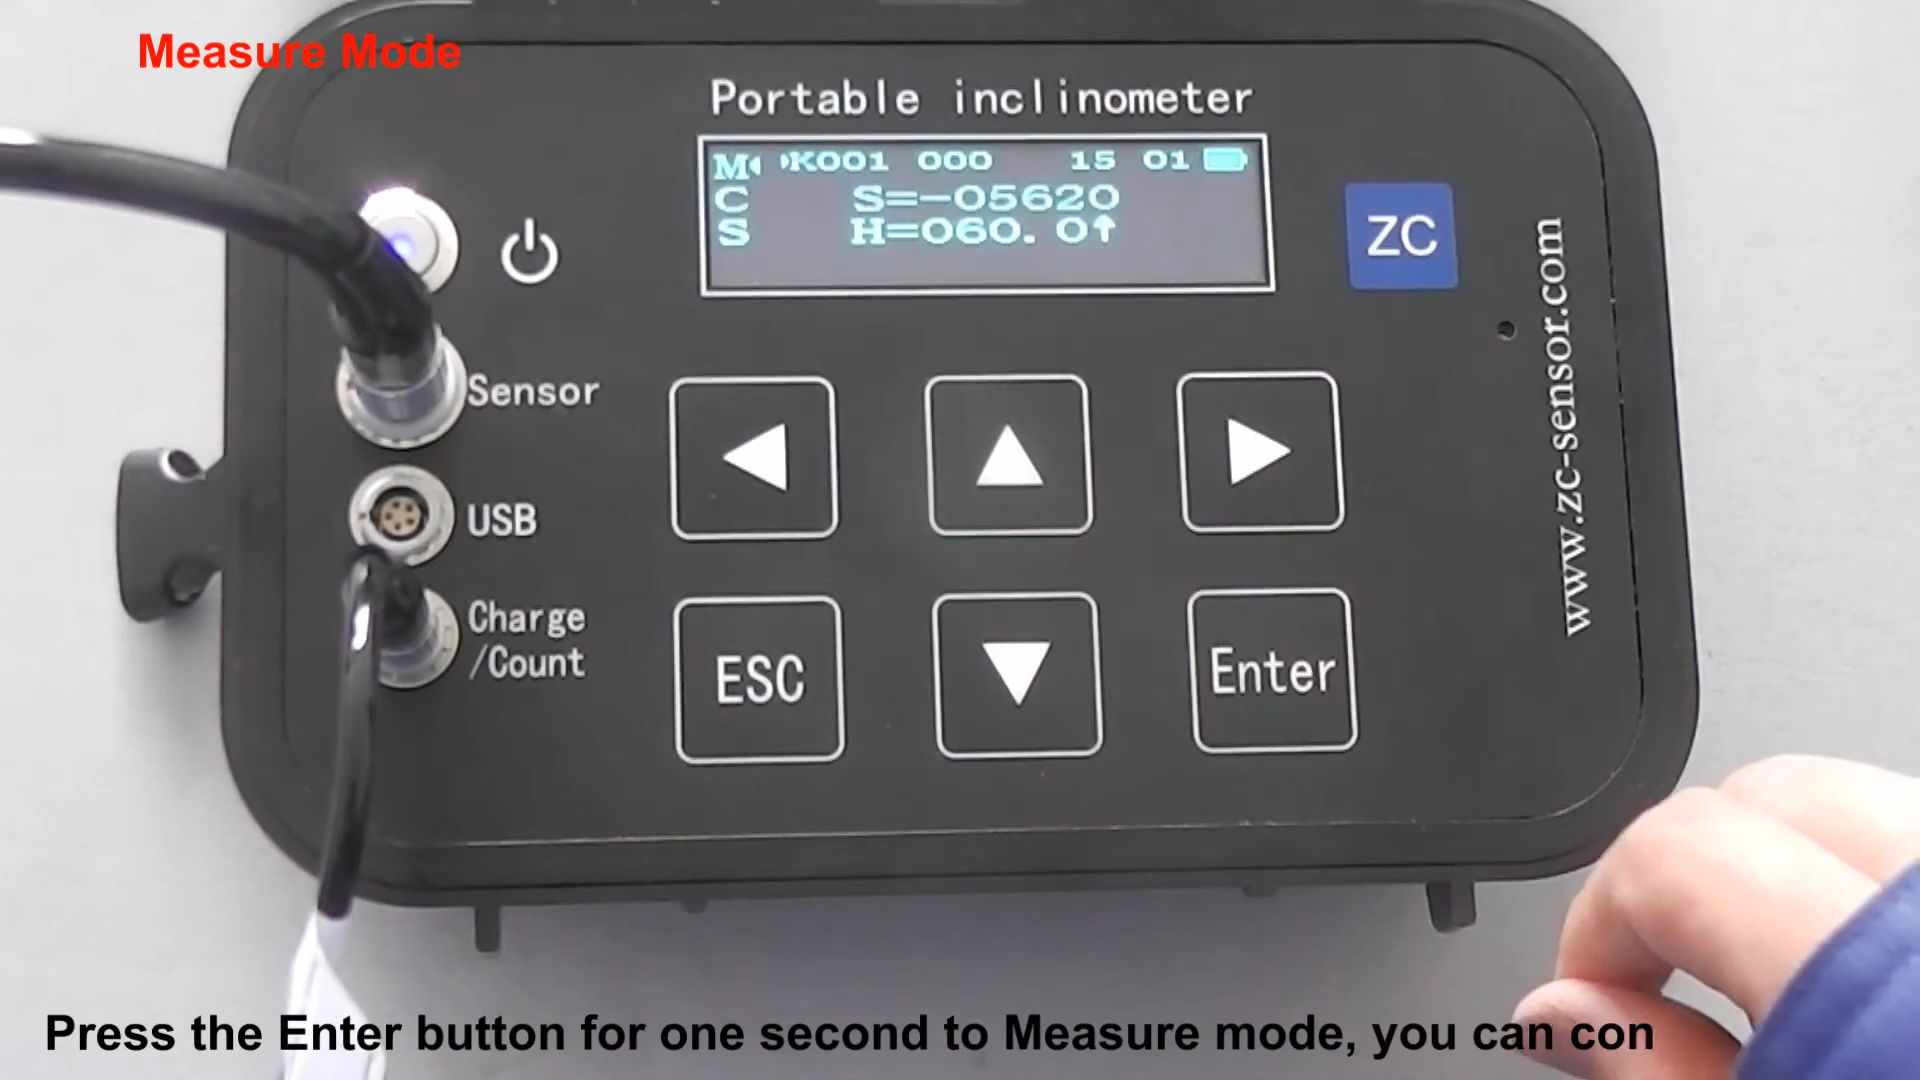 Measure Mode
Portable inclinometer
M K001 000 15 01
C S=-05620
S H=060.0↑
ZC
www.zc-sensor.com
Sensor
USB
Charge
/Count
ESC
Enter
Press the Enter button for one second to Measure mode, you can con